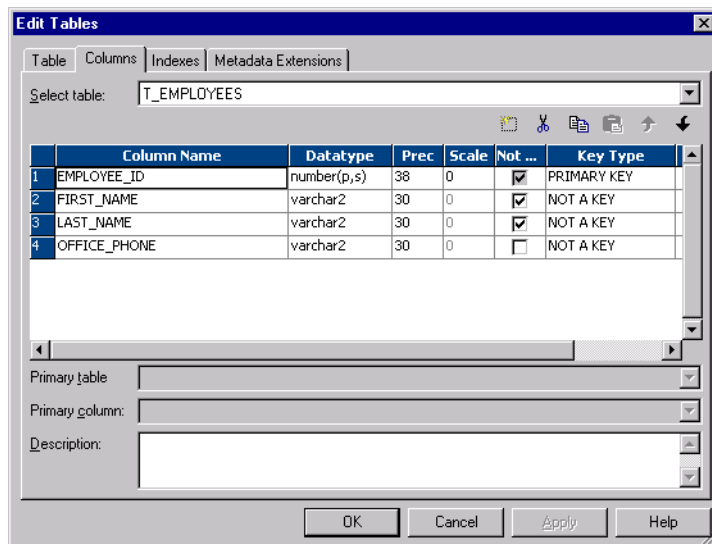 Edit Tables
Table Columns Indexes Metadata Extensions
Select table: T_EMPLOYEES
Column Name Datatype Prec Scale Not ... Key Type
1 EMPLOYEE_ID number(p,s) 38 0 PRIMARY KEY
2 FIRST_NAME varchar2 30 0 NOT A KEY
3 LAST_NAME varchar2 30 0 NOT A KEY
4 OFFICE_PHONE varchar2 30 0 NOT A KEY
Primary table
Primary column:
Description:
OK Cancel Apply Help